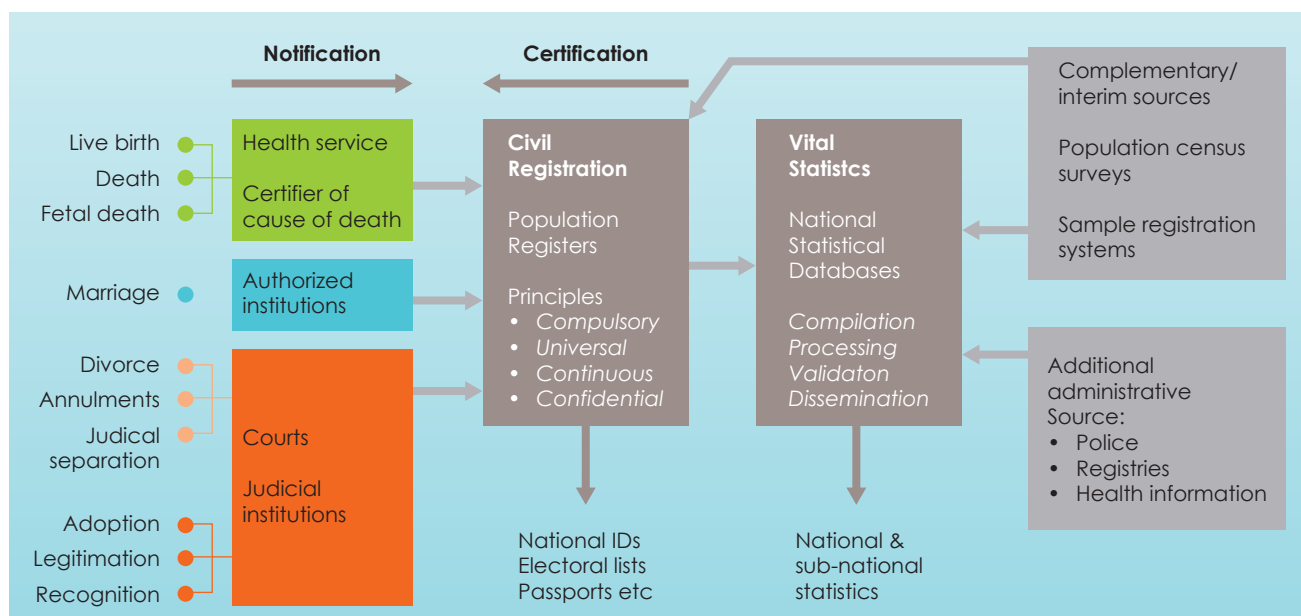 Notification
Certification
Live birth
Death
Fetal death
Health service
Certifier of
cause of death
Marriage
Authorized
institutions
Divorce
Annulments
Judical
separation
Adoption
Legitimation
Recognition
Courts
Judicial
institutions
Civil
Registration
Population
Registers
Principles
• Compulsory
• Universal
• Continuous
• Confidential
National IDs
Electoral lists
Passports etc
Vital
Statistcs
National
Statistical
Databases
Compilation
Processing
Validaton
Dissemination
National &
sub-national
statistics
Complementary/
interim sources
Population census
surveys
Sample registration
systems
Additional
administrative
Source:
• Police
• Registries
• Health information